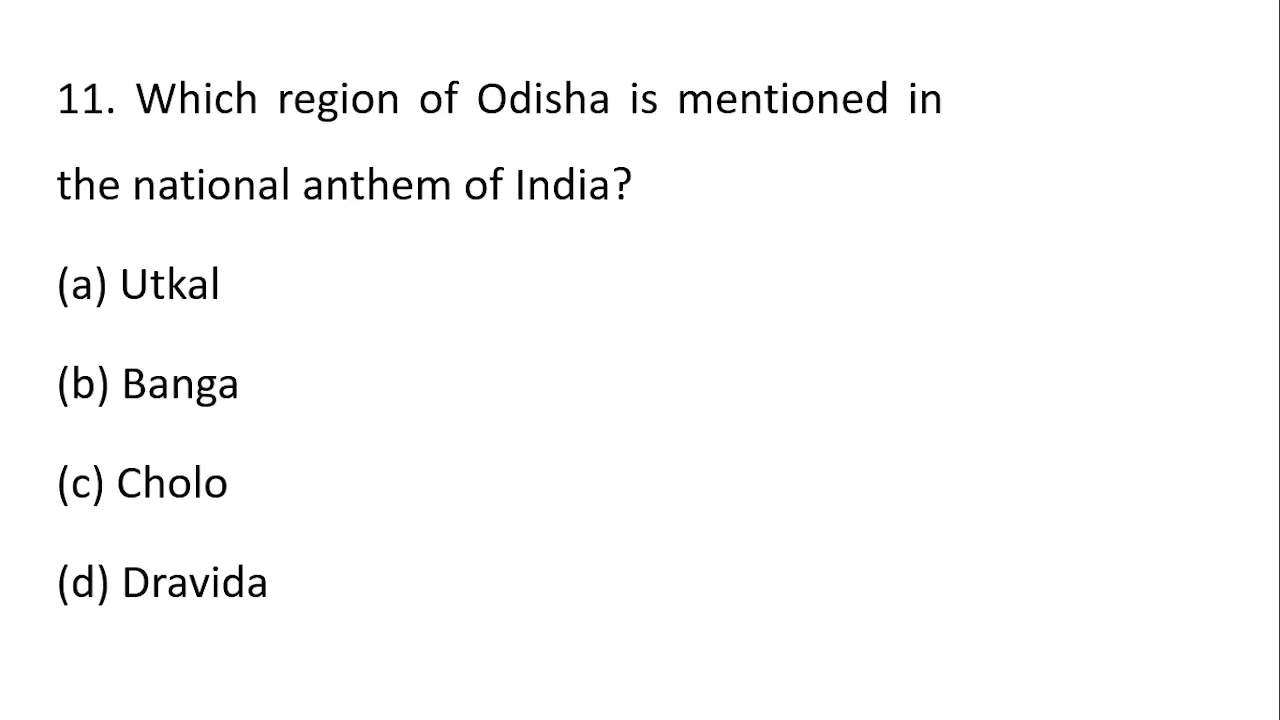 11. Which region of Odisha is mentioned in
the national anthem of India?
(a) Utkal
(b) Banga
(c) Cholo
(d) Dravida